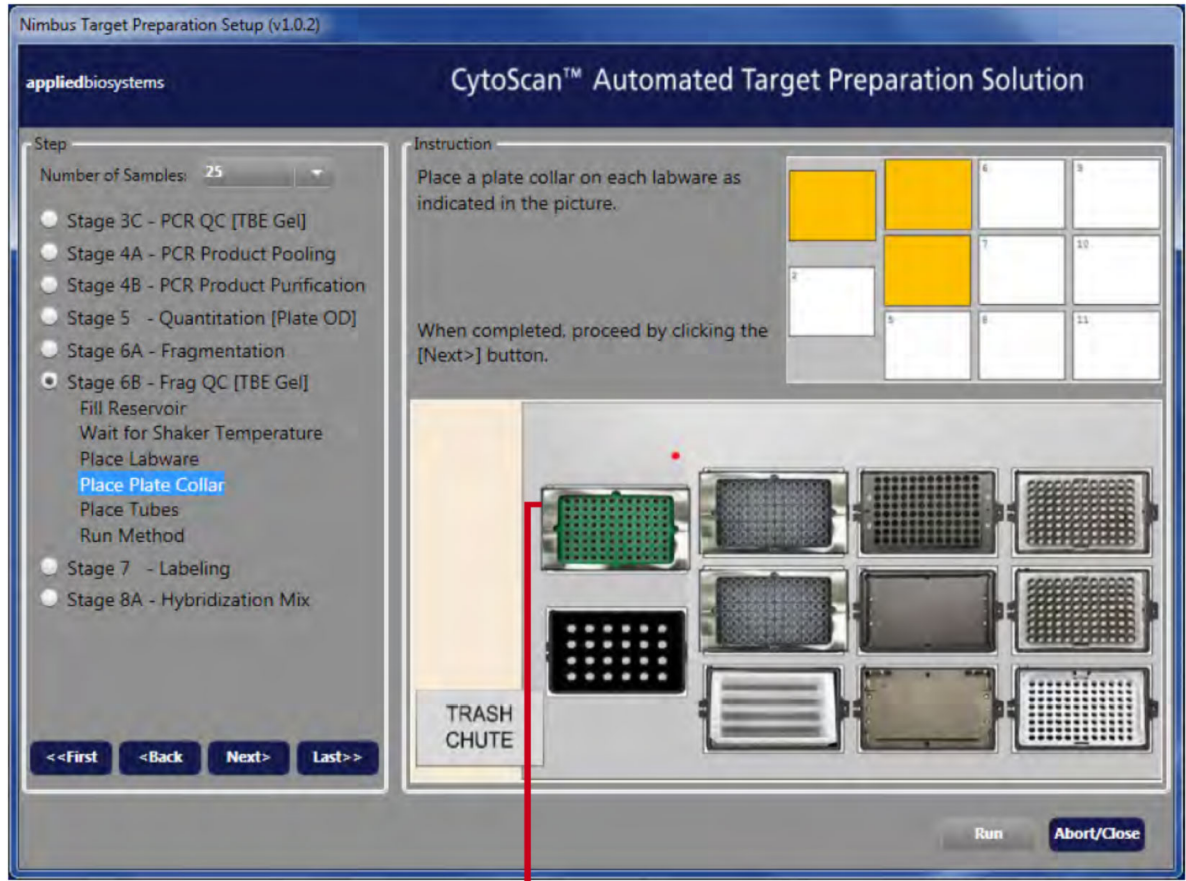 Nimbus Target Preparation Setup (v1.0.2)
appliedbiosystems
CytoScan™ Automated Target Preparation Solution
Step
Number of Samples: 25
Stage 3C - PCR QC [TBE Gel]
Stage 4A - PCR Product Pooling
Stage 4B - PCR Product Purification
Stage 5 - Quantitation [Plate OD]
Stage 6A - Fragmentation
Stage 6B - Frag QC [TBE Gel]
Fill Reservoir
Wait for Shaker Temperature
Place Labware
Place Plate Collar
Place Tubes
Run Method
Stage 7 - Labeling
Stage 8A - Hybridization Mix
<<First <Back Next> Last>>
Instruction
Place a plate collar on each labware as
indicated in the picture.
When completed, proceed by clicking the
[Next>] button.
2
5
7
10
11
TRASH
CHUTE
Run Abort/Close